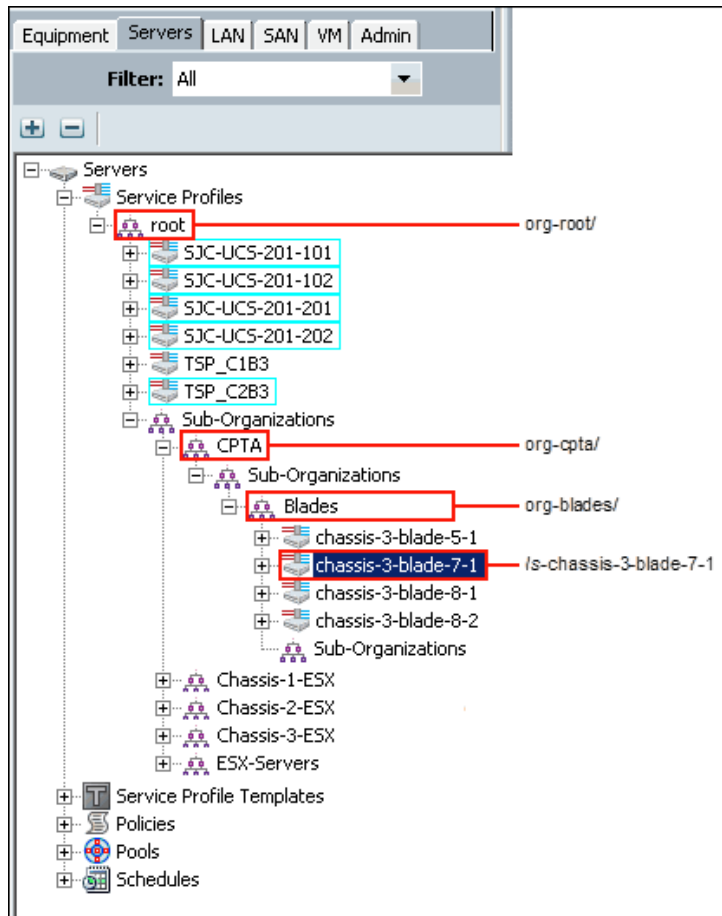 Equipment Servers LAN SAN VM Admin
Filter: All
Servers
Service Profiles
root org-root/
SJC-UCS-201-101
SJC-UCS-201-102
SJC-UCS-201-201
SJC-UCS-201-202
TSP_C1B3
TSP_C2B3
Sub-Organizations
CPTA org-cpta/
Sub-Organizations
Blades org-blades/
chassis-3-blade-5-1
chassis-3-blade-7-1 ls-chassis-3-blade-7-1
chassis-3-blade-8-1
chassis-3-blade-8-2
Sub-Organizations
Chassis-1-ESX
Chassis-2-ESX
Chassis-3-ESX
ESX-Servers
T Service Profile Templates
Policies
Pools
Schedules